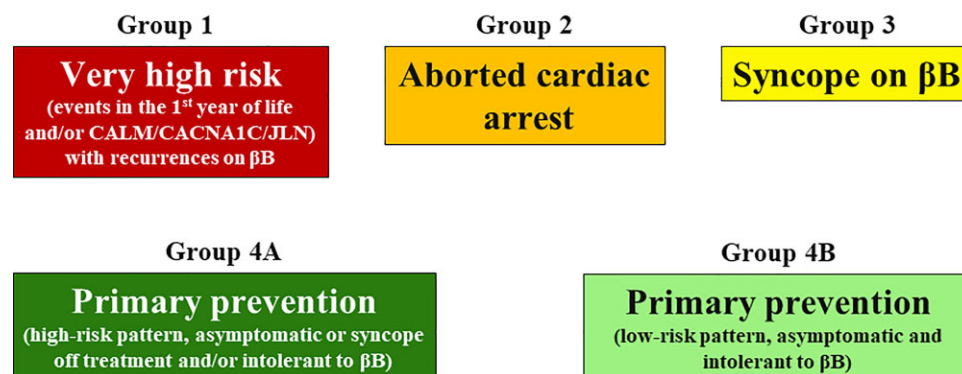 Group 1
Very high risk
(events in the 1st year of life
and/or CALM/CACNA1C/JLN)
with recurrences on βB
Group 2
Aborted cardiac
arrest
Group 3
Syncope on βB
Group 4A
Primary prevention
(high-risk pattern, asymptomatic or syncope
off treatment and/or intolerant to βB)
Group 4B
Primary prevention
(low-risk pattern, asymptomatic and
intolerant to βB)